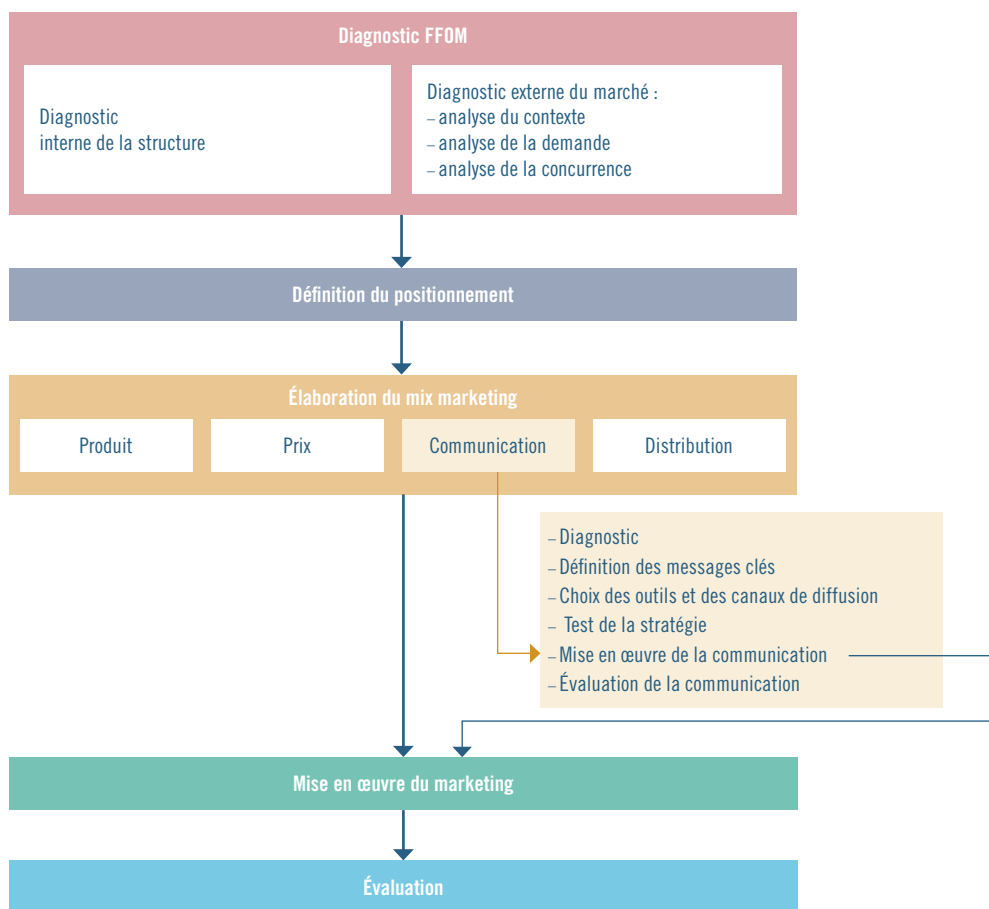 Diagnostic FFOM
Diagnostic
interne de la structure
Diagnostic externe du marché :
– analyse du contexte
– analyse de la demande
– analyse de la concurrence
Définition du positionnement
Élaboration du mix marketing
Produit
Prix
Communication
Distribution
– Diagnostic
– Définition des messages clés
– Choix des outils et des canaux de diffusion
– Test de la stratégie
– Mise en œuvre de la communication
– Évaluation de la communication
Mise en œuvre du marketing
Évaluation